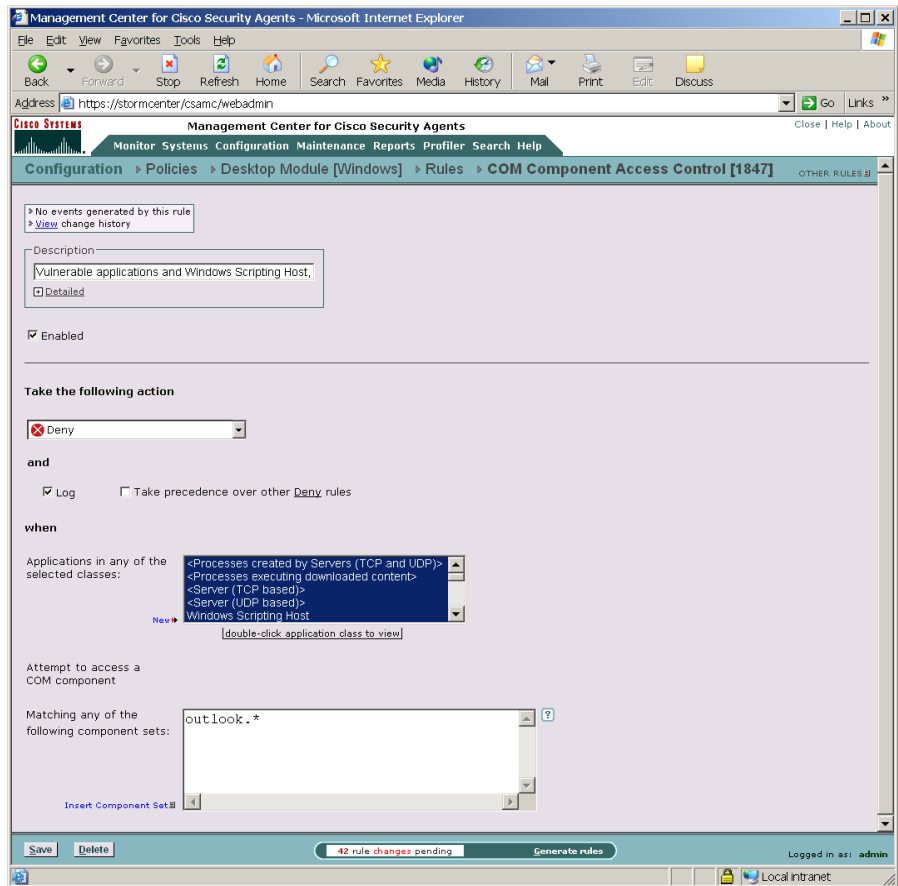 Management Center for Cisco Security Agents - Microsoft Internet Explorer
File Edit View Favorites Tools Help
Back Forward Stop Refresh Home Search Favorites Media History Mail Print Edit Discuss
Address https://stormcenter/csamc/webadmin Go Links »
CISCO SYSTEMS Management Center for Cisco Security Agents Close | Help | About
Monitor Systems Configuration Maintenance Reports Profiler Search Help
Configuration Policies Desktop Module [Windows] Rules COM Component Access Control [1847] OTHER RULES
No events generated by this rule
View change history
Description
Vulnerable applications and Windows Scripting Host,
Detailed
Enabled
Take the following action
Deny
and
Log Take precedence over other Deny rules
when
Applications in any of the
selected classes:
New
<Processes created by Servers (TCP and UDP)>
<Processes executing downloaded content>
<Server (TCP based)>
<Server (UDP based)>
Windows Scripting Host
double-click application class to view
Attempt to access a
COM component
Matching any of the
following component sets:
outlook.*
?
Insert Component Set
Save Delete 42 rule changes pending Generate rules Logged in as: admin
Local intranet